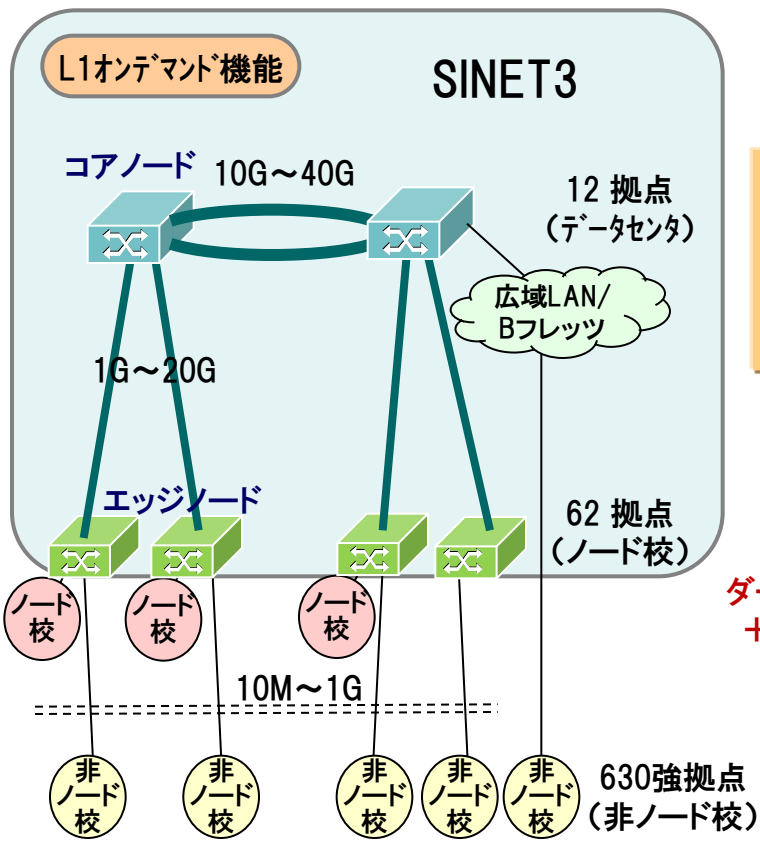 L1オンデマンド機能
SINET3
コアノード
10G～40G
12 拠点
(データセンタ)
広域LAN/
Bフレッツ
1G～20G
エッジノード
62 拠点
(ノード校)
ノード
校
ノード
校
ノード
校
ダ
＋
10M～1G
非
ノード
校
非
ノード
校
非
ノード
校
非
ノード
校
非
ノード
校
630強拠点
(非ノード校)